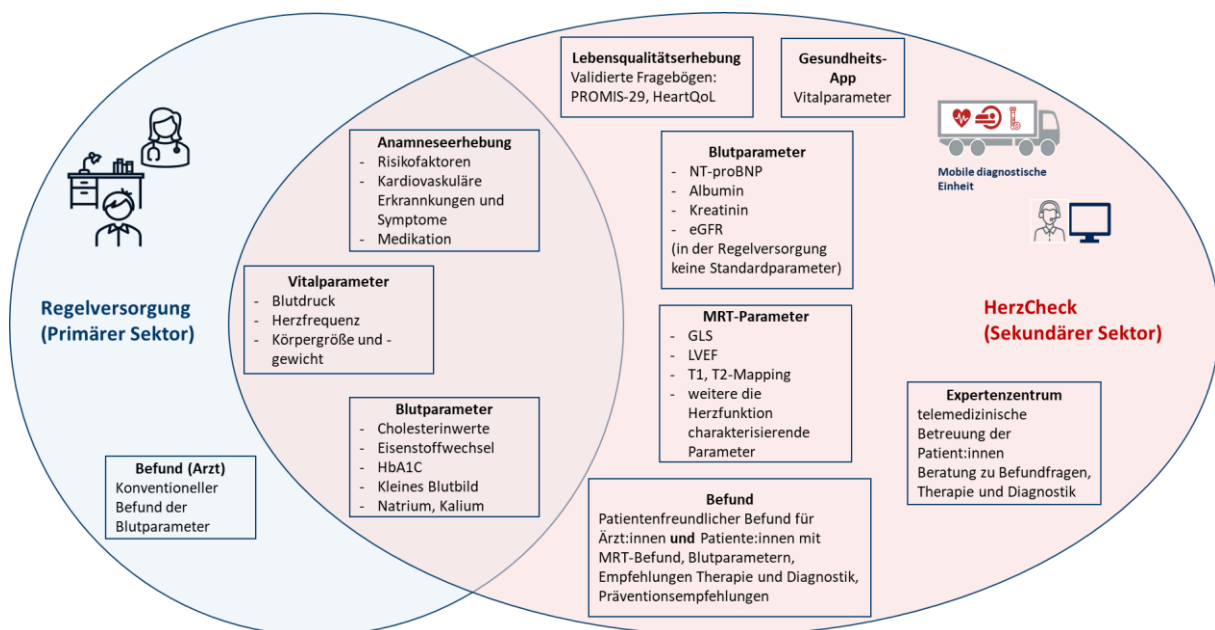 Lebensqualitätserhebung
Validierte Fragebögen:
PROMIS-29, HeartQoL
Gesundheits-
App
Vitalparameter
Mobile diagnostische
Einheit
Anamneseerhebung
- Risikofaktoren
- Kardiovaskuläre
Erkrannkungen und
Symptome
- Medikation
Blutparameter
- NT-proBNP
- Albumin
- Kreatinin
- eGFR
(in der Regelversorgung
keine Standardparameter)
Regelversorgung
(Primärer Sektor)
Vitalparameter
- Blutdruck
- Herzfrequenz
- Körpergröße und -
gewicht
MRT-Parameter
- GLS
- LVEF
- T1, T2-Mapping
- weitere die
Herzfunktion
charakterisierende
Parameter
HerzCheck
(Sekundärer Sektor)
Blutparameter
- Cholesterinwerte
- Eisenstoffwechsel
- HbA1C
- Kleines Blutbild
- Natrium, Kalium
Expertenzentrum
telemedizinische
Betreuung der
Patient:innen
Beratung zu Befundfragen,
Therapie und Diagnostik
Befund (Arzt)
Konventioneller
Befund der
Blutparameter
Befund
Patientenfreundlicher Befund für
Ärzt:innen und Patiente:innen mit
MRT-Befund, Blutparametern,
Empfehlungen Therapie und Diagnostik,
Präventionsempfehlungen